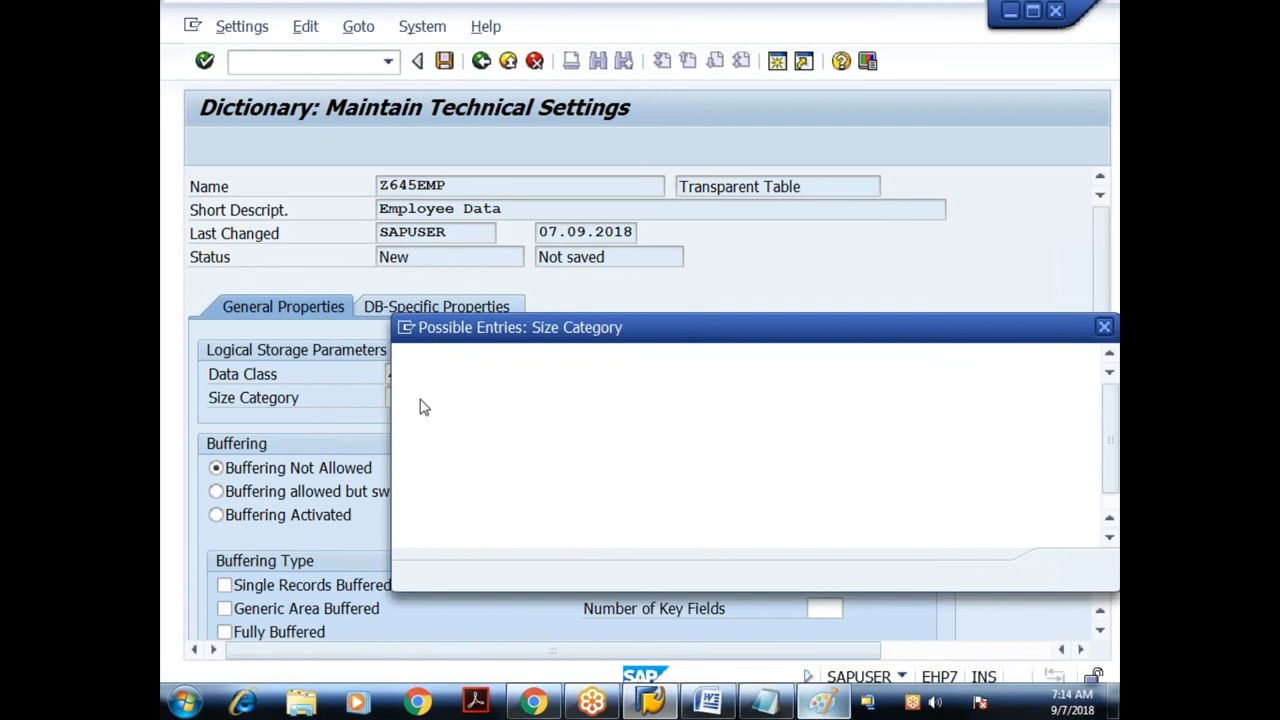 Settings Edit Goto System Help
Dictionary: Maintain Technical Settings
Name Z645EMP Transparent Table
Short Descript. Employee Data
Last Changed SAPUSER 07.09.2018
Status New Not saved
General Properties DB-Specific Properties
Possible Entries: Size Category
Logical Storage Parameters
Data Class
Size Category
Buffering
Buffering Not Allowed
Buffering allowed but sw
Buffering Activated
Buffering Type
Single Records Buffered
Generic Area Buffered Number of Key Fields
Fully Buffered
SAP SAPUSER EHP7 INS
7:14 AM
9/7/2018